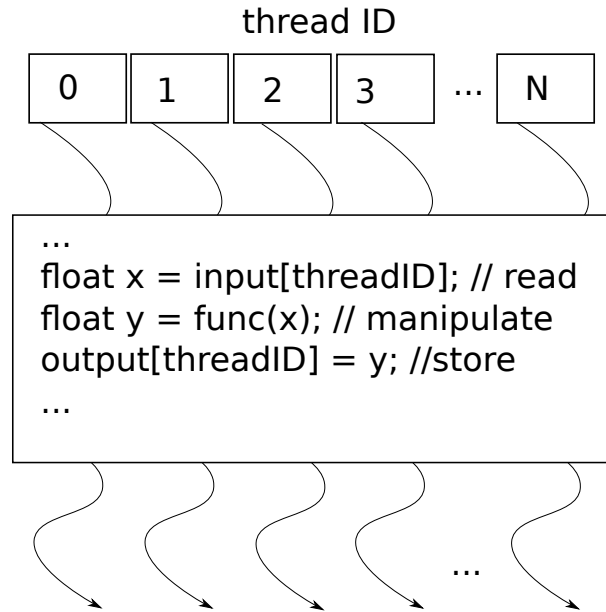 thread ID
0 1 2 3 ... N
...
float x = input[threadID]; // read
float y = func(x); // manipulate
output[threadID] = y; //store
...
...